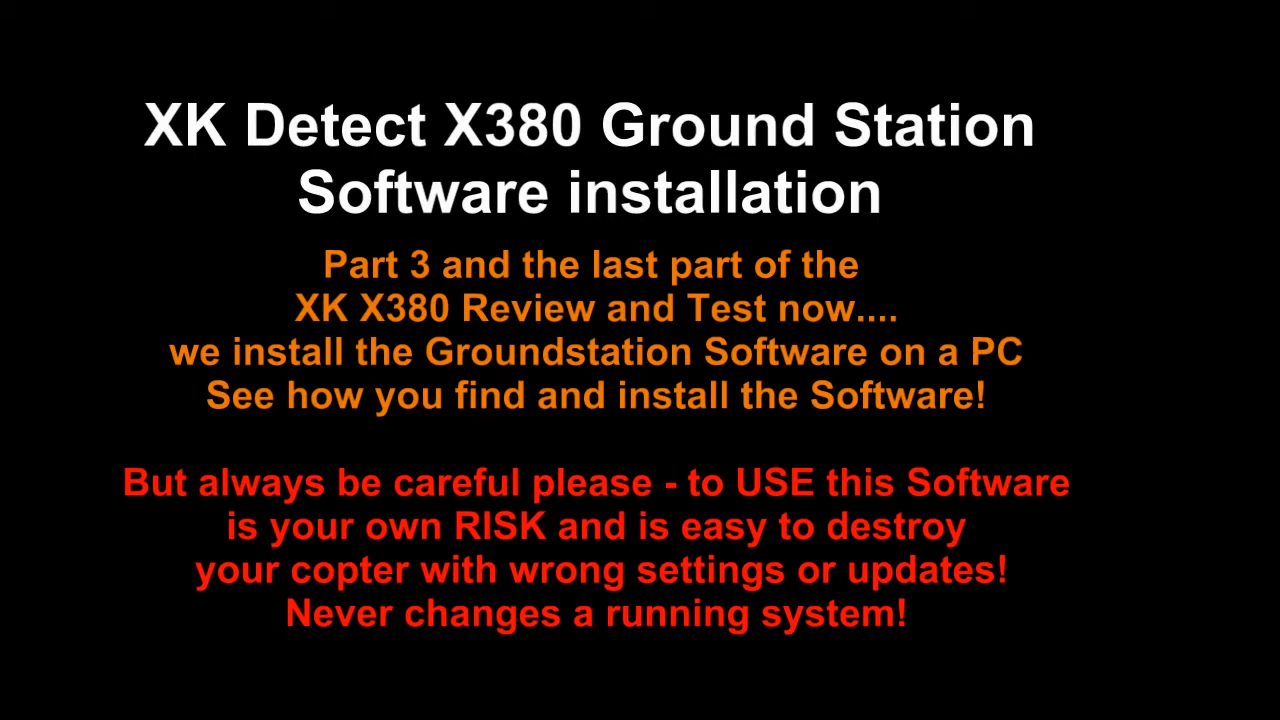 XK Detect X380 Ground Station
Software installation
Part 3 and the last part of the
XK X380 Review and Test now....
we install the Groundstation Software on a PC
See how you find and install the Software!
But always be careful please - to USE this Software
is your own RISK and is easy to destroy
your copter with wrong settings or updates!
Never changes a running system!